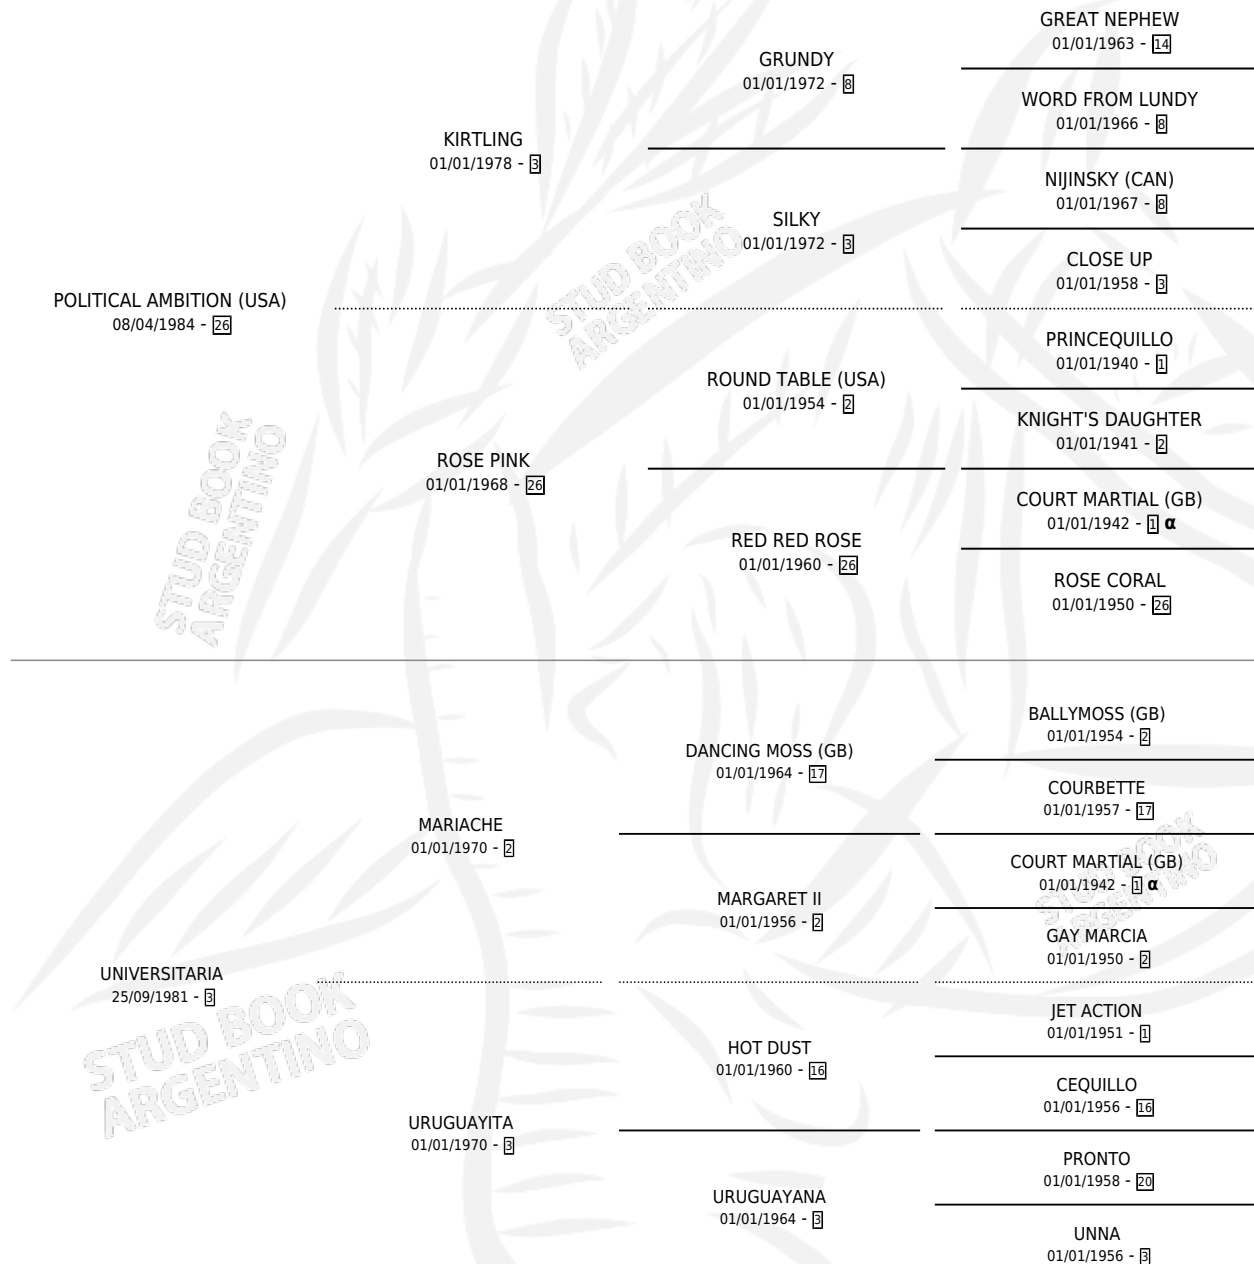 GREAT NEPHEW
01/01/1963 - 14
GRUNDY
01/01/1972 - 8
WORD FROM LUNDY
01/01/1966 - 8
KIRTLING
01/01/1978 - 3
NIJINSKY (CAN)
01/01/1967 - 8
SILKY
01/01/1972 - 3
CLOSE UP
01/01/1958 - 3
STUD BOOK
ARGENTINO
POLITICAL AMBITION (USA)
08/04/1984 - 26
PRINCEQUILLO
01/01/1940 - 1
ROUND TABLE (USA)
01/01/1954 - 2
KNIGHT'S DAUGHTER
01/01/1941 - 2
ROSE PINK
01/01/1968 - 26
COURT MARTIAL (GB)
01/01/1942 - 1 α
RED RED ROSE
01/01/1960 - 26
ROSE CORAL
01/01/1950 - 26
STUD BOOK
ARGENTINO
BALLYMOSS (GB)
01/01/1954 - 2
DANCING MOSS (GB)
01/01/1964 - 17
COURBETTE
01/01/1957 - 17
MARIACHE
01/01/1970 - 2
COURT MARTIAL (GB)
01/01/1942 - 1 α
MARGARET II
01/01/1956 - 2
GAY MARCIA
01/01/1950 - 2
STUD BOOK
ARGENTINO
UNIVERSITARIA
25/09/1981 - 3
JET ACTION
01/01/1951 - 1
HOT DUST
01/01/1960 - 16
CEQUILLO
01/01/1956 - 16
URUGUAYITA
01/01/1970 - 3
PRONTO
01/01/1958 - 20
URUGUAYANA
01/01/1964 - 3
UNNA
01/01/1956 - 3
STUD BOOK
ARGENTINO